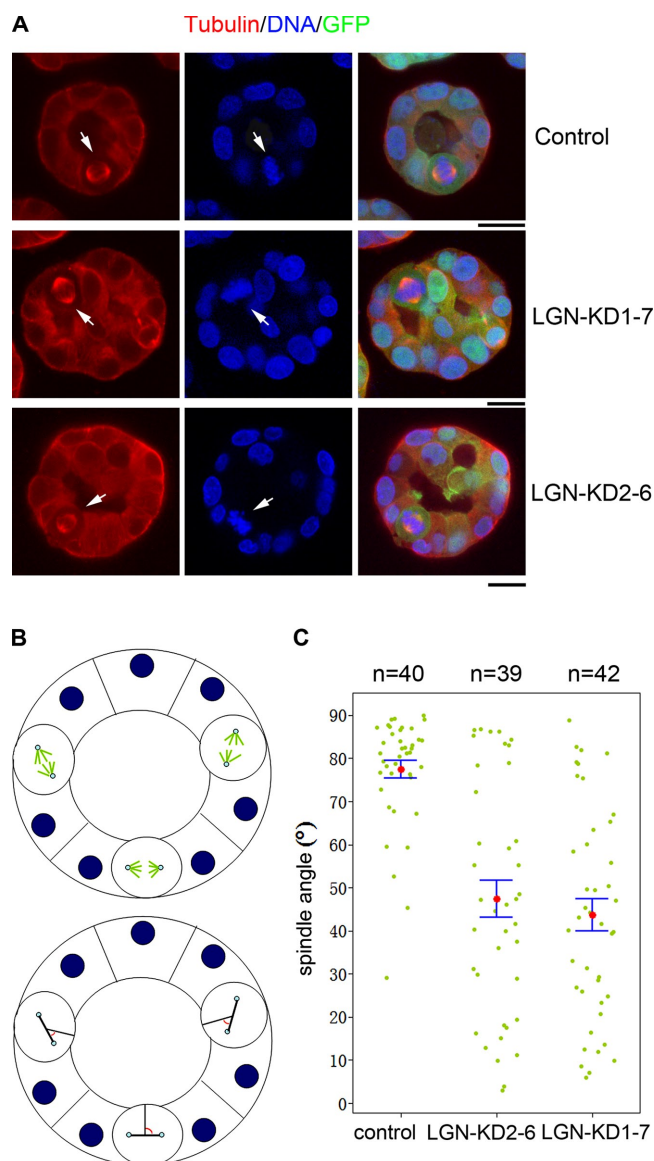 A
Tubulin/DNA/GFP
Control
LGN-KD1-7
LGN-KD2-6
B
C
n=40 n=39 n=42
90
80
70
60
50
40
30
20
10
0
spindle angle (º)
control LGN-KD2-6 LGN-KD1-7